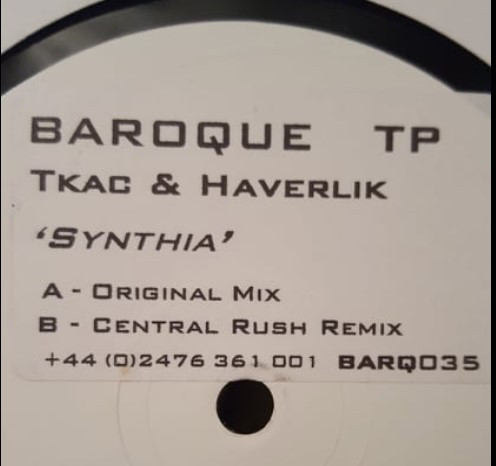 BAROQUE TP
TKAC & HAVERLIK
‘SYNTHIA’
A - ORIGINAL MIX
B - CENTRAL RUSH REMIX
+44 (0)2476 361 001 BARQ035